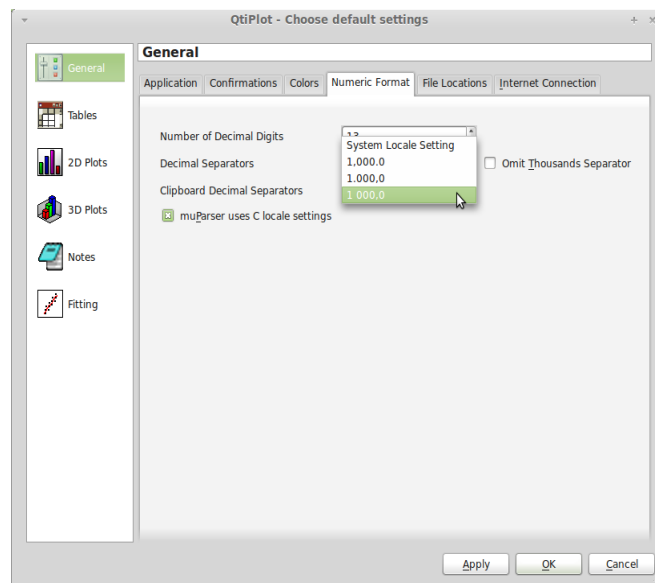 QtiPlot - Choose default settings
General
General
Application Confirmations Colors Numeric Format File Locations Internet Connection
Tables
2D Plots
3D Plots
Notes
Fitting
Number of Decimal Digits
Decimal Separators
System Locale Setting
1,000.0
1.000,0
1 000,0
Omit Thousands Separator
Clipboard Decimal Separators
muParser uses C locale settings
Apply OK Cancel